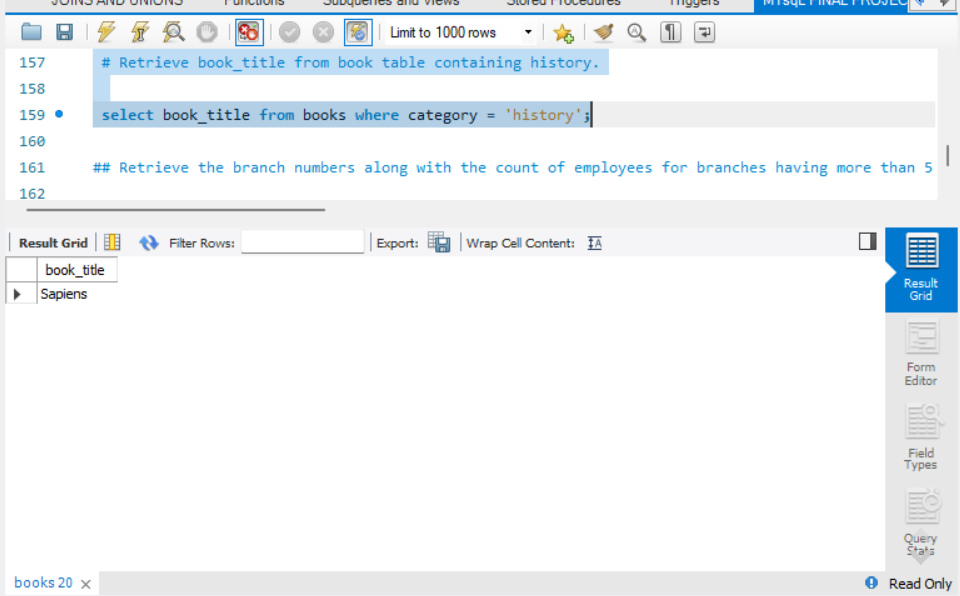 JOINS AND UNIONS Functions Subqueries and Views Stored Procedures Triggers MYsqL FINAL PROJEC
Limit to 1000 rows
157 # Retrieve book_title from book table containing history.
158
159 select book_title from books where category = 'history';
160
161 ## Retrieve the branch numbers along with the count of employees for branches having more than 5
162
Result Grid Filter Rows: Export: Wrap Cell Content: IA
book_title
Sapiens
Result
Grid
Form
Editor
Field
Types
Query
Stats
books 20 Read Only